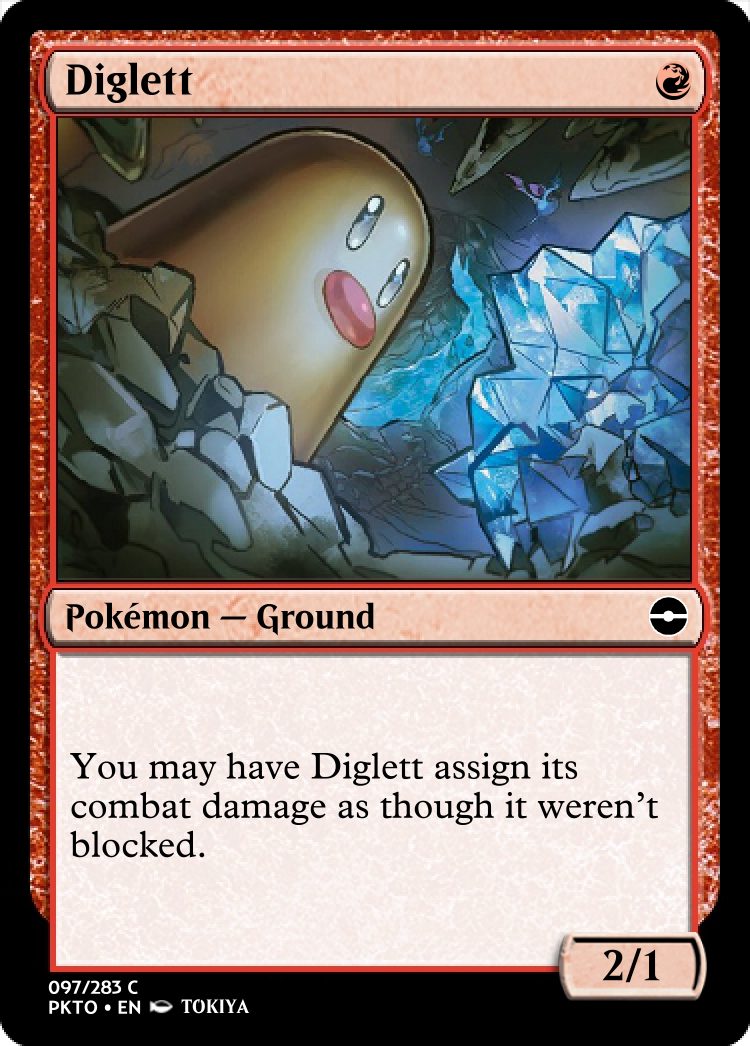 Diglett
Pokémon — Ground
You may have Diglett assign its
combat damage as though it weren't
blocked.
2/1
097/283 C
PKTO • EN TOKIYA